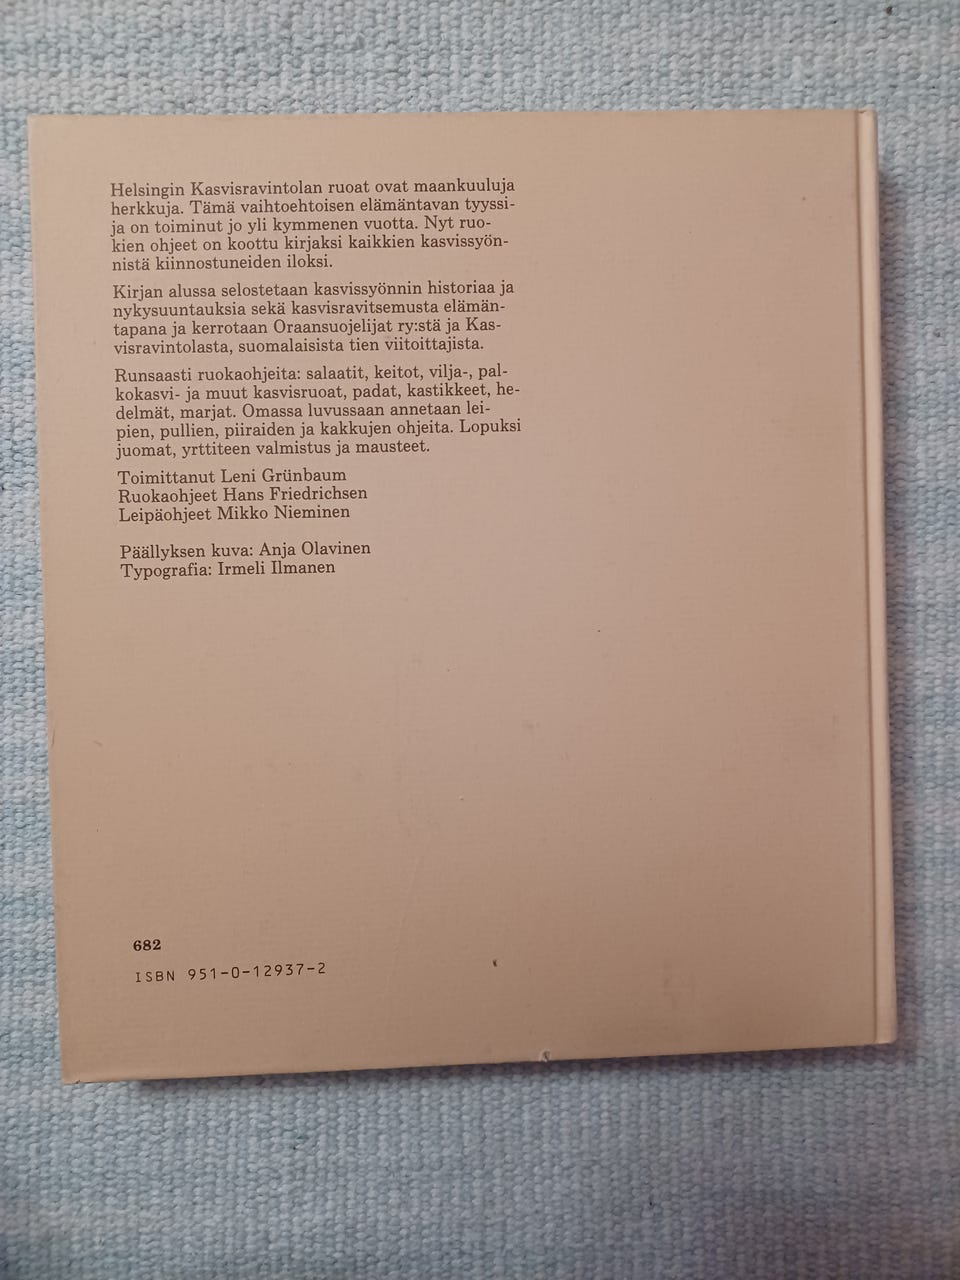 Helsingin Kasvisravintolan ruoat ovat maankuuluja
herkkuja. Tämä vaihtoehtoisen elämäntavan tyyssi-
ja on toiminut jo yli kymmenen vuotta. Nyt ruo-
kien ohjeet on koottu kirjaksi kaikkien kasvissyön-
nistä kiinnostuneiden iloksi.
Kirjan alussa selostetaan kasvissyönnin historiaa ja
nykysuuntauksia sekä kasvisravitsemusta elämän-
tapana ja kerrotaan Oraansuojelijat ry:stä ja Kas-
visravintolasta, suomalaisista tien viitoittajista.
Runsaasti ruokaohjeita: salaatit, keitot, vilja-, pal-
kokasvi- ja muut kasvisruoat, padat, kastikkeet, he-
delmät, marjat. Omassa luvussaan annetaan lei-
pien, pullien, piiraiden ja kakkujen ohjeita. Lopuksi
juomat, yrttiteen valmistus ja mausteet.
Toimittanut Leni Grünbaum
Ruokaohjeet Hans Friedrichsen
Leipäohjeet Mikko Nieminen
Päällyksen kuva: Anja Olavinen
Typografia: Irmeli Ilmanen
682
ISBN 951-0-12937-2